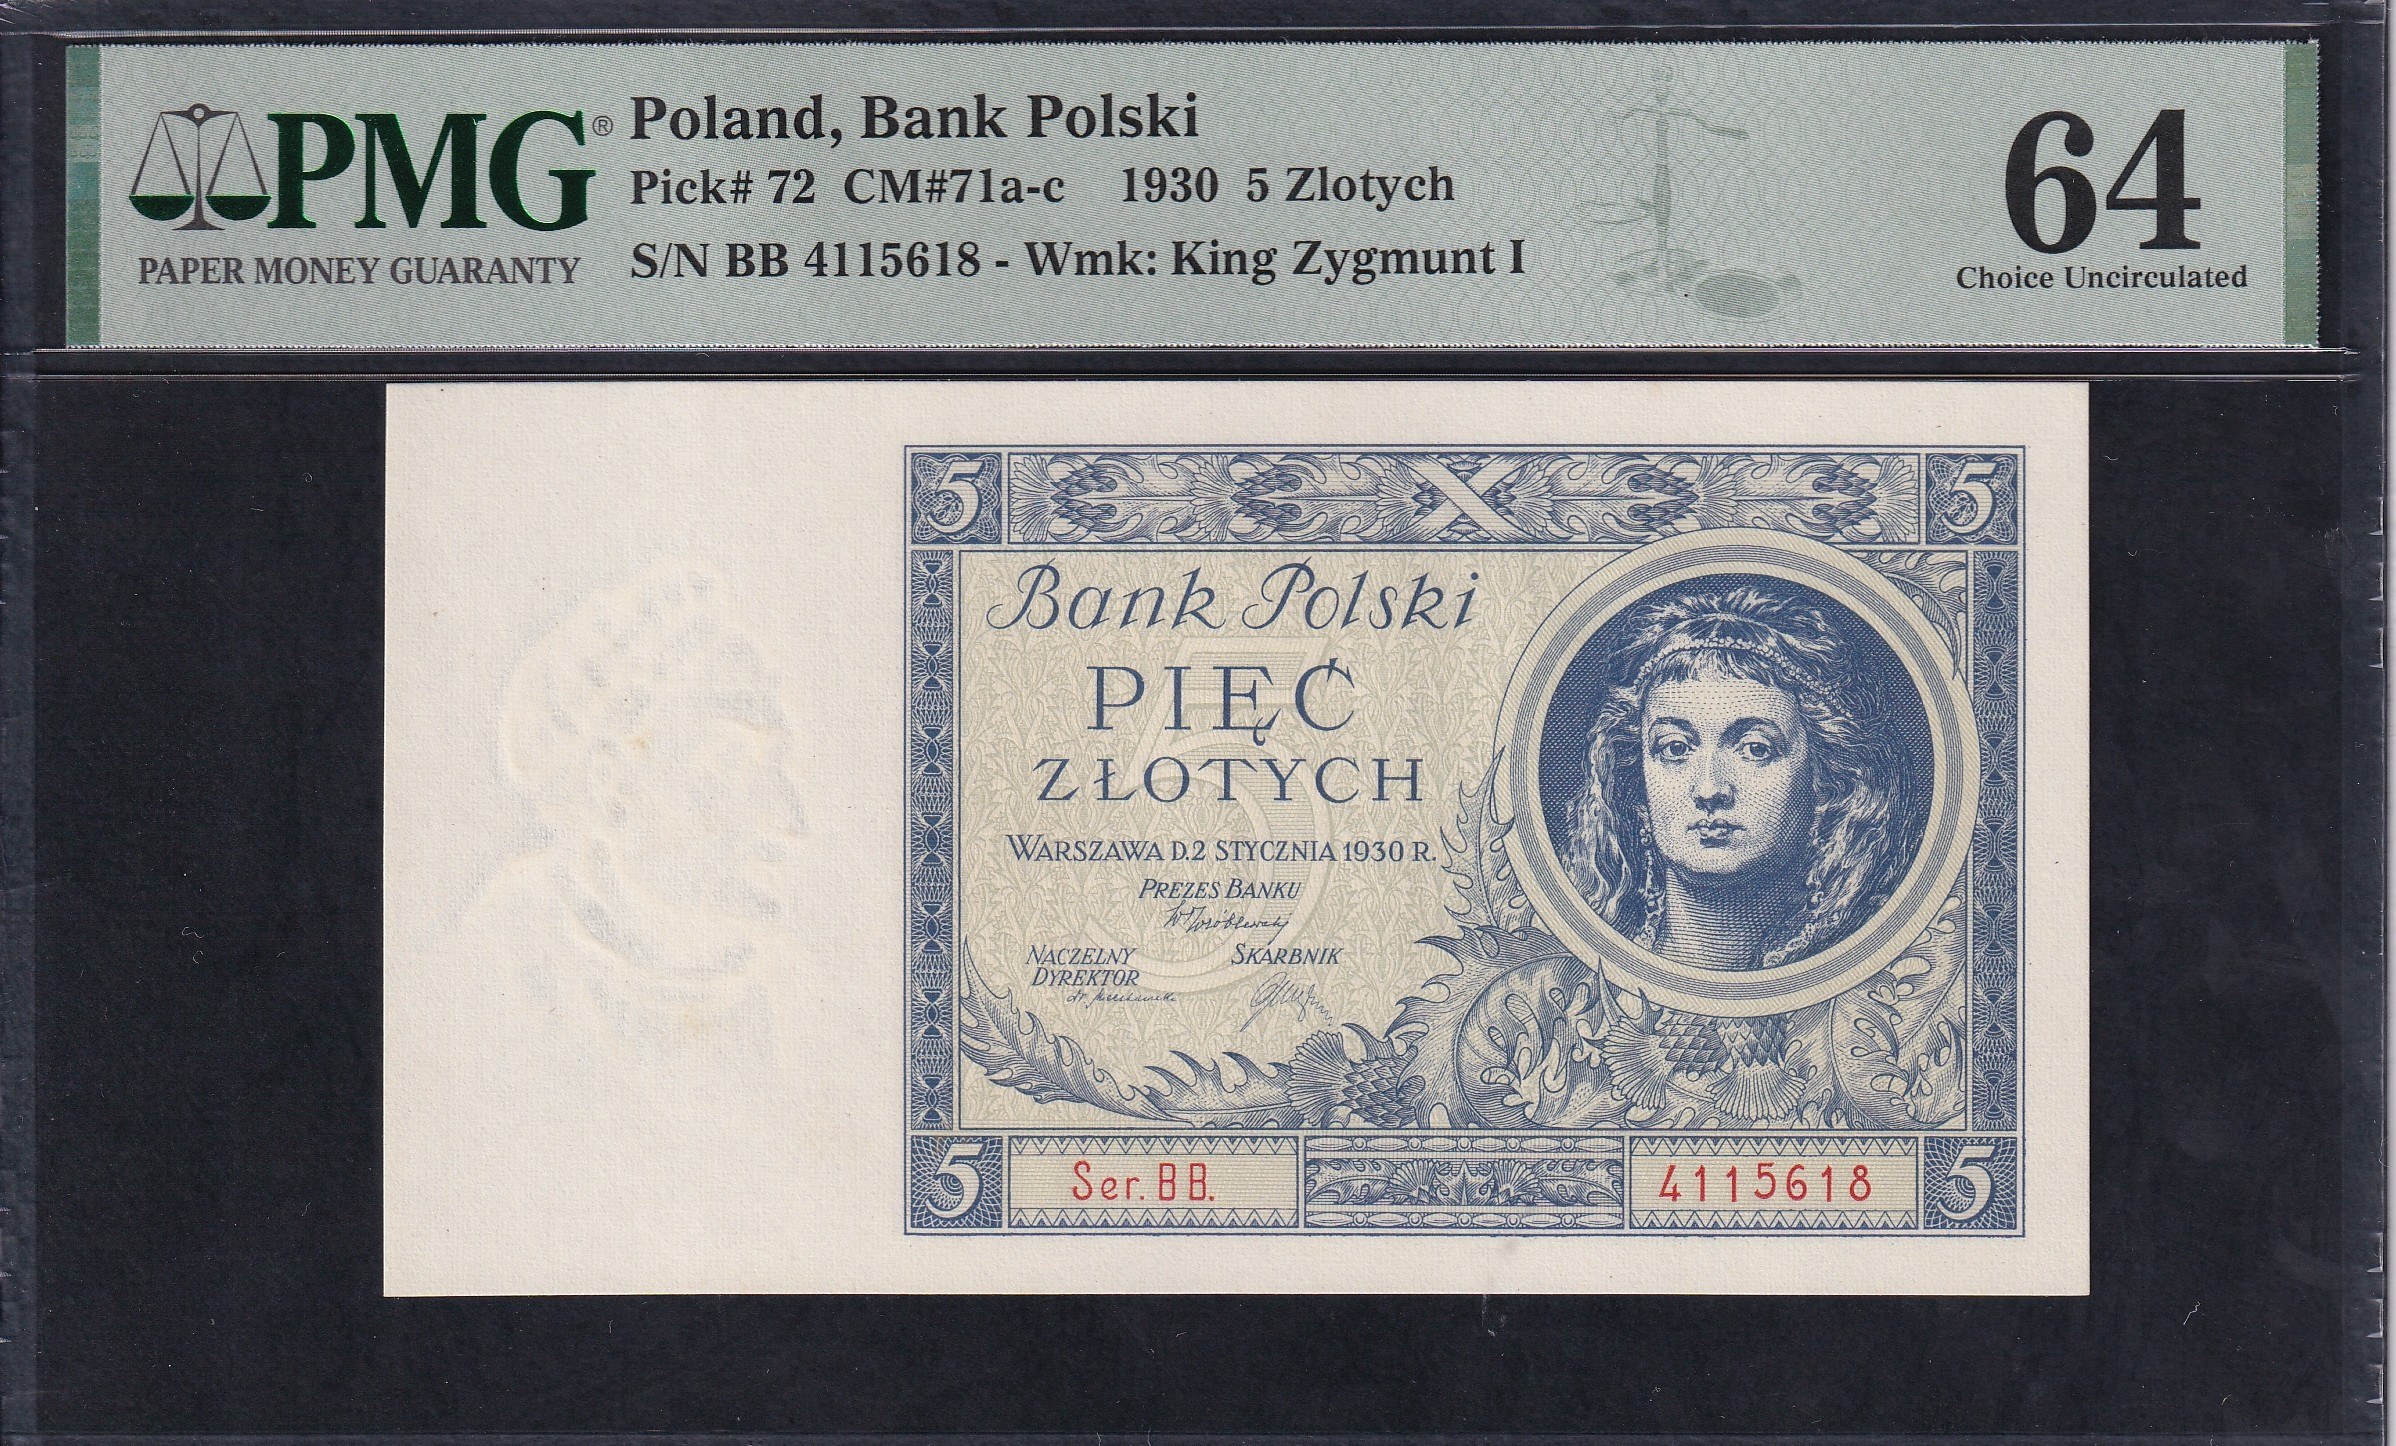 PMG®
PAPER MONEY GUARANTY
Poland, Bank Polski
Pick# 72 CM#71a-c 1930 5 Zlotych
S/N BB 4115618 - Wmk: King Zygmunt I
64
Choice Uncirculated
5 5
Bank Polski
5
PIĘĆ
ZŁOTYCH
WARSZAWA D.2 STYCZNIA 1930 R.
PREZES BANKU
NACZELNY SKARBNIK
DYREKTOR
5 Ser. BB. 4115618 5